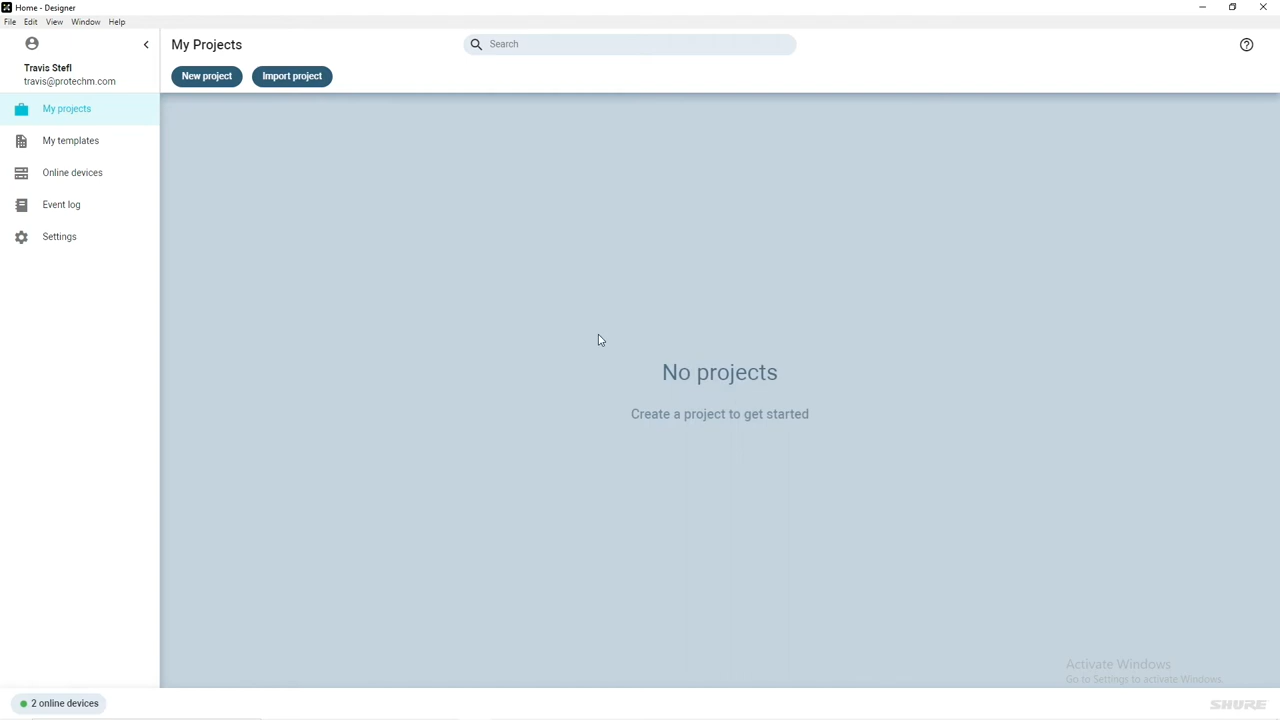 Home - Designer
File Edit View Window Help
My Projects
Search
Travis Stefl
travis@protechm.com
New project Import project
My projects
My templates
Online devices
Event log
Settings
No projects
Create a project to get started
Activate Windows
Go to Settings to activate Windows.
2 online devices
SHURE